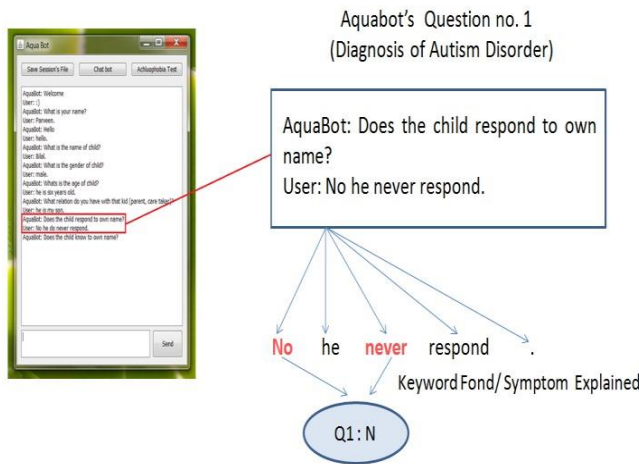 Aquabot's Question no. 1
(Diagnosis of Autism Disorder)
Aqua Bot
Save Session's File
Chat bot
Achluophobia Test
AquaBot: Welcome
User: :)
AquaBot: What is your name?
User: Parveen.
AquaBot: Hello
User: hello.
AquaBot: What is the name of child?
User: Bilal.
AquaBot: What is the gender of child?
User: male.
AquaBot: Whats is the age of child?
User: he is six years old.
AquaBot: What relation do you have with that kid (parent, care taker)?
User: he is my son.
AquaBot: Does the child respond to own name?
User: No he do never respond.
AquaBot: Does the child know to own name?
Send
AquaBot: Does the child respond to own
name?
User: No he never respond.
No he never respond .
Keyword Fond/ Symptom Explained
Q1 : N